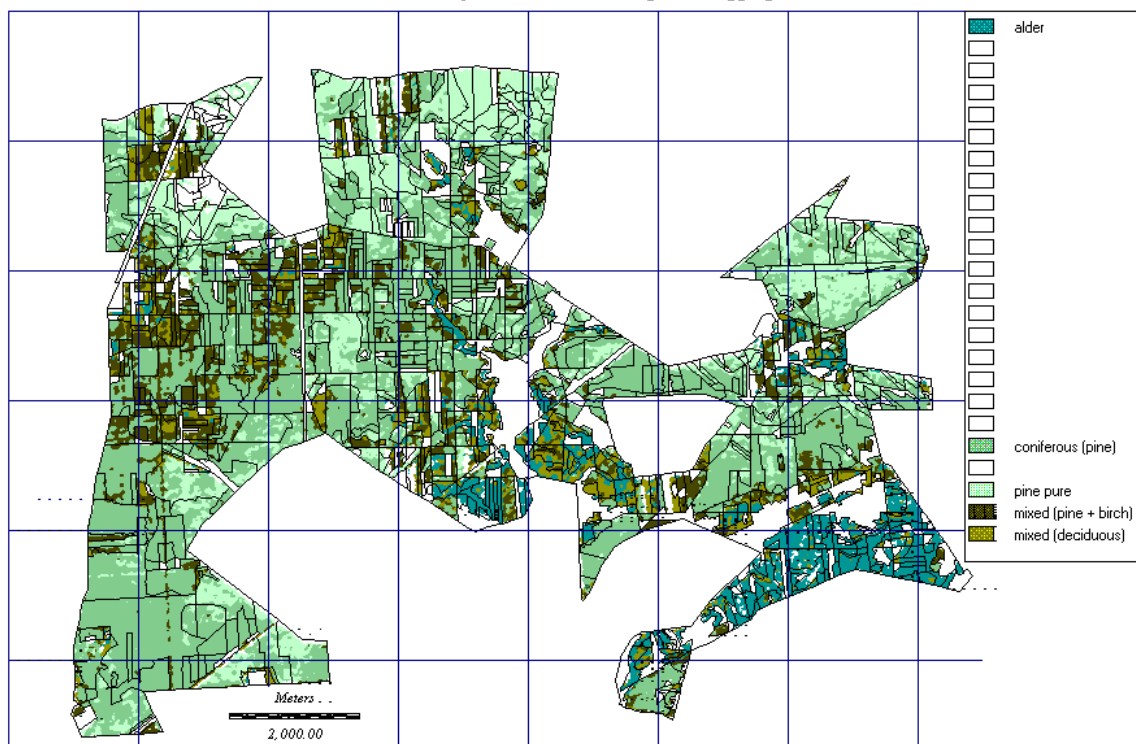 alder
coniferous (pine)
pine pure
mixed (pine + birch)
mixed (deciduous)
Meters . .
2,000.00